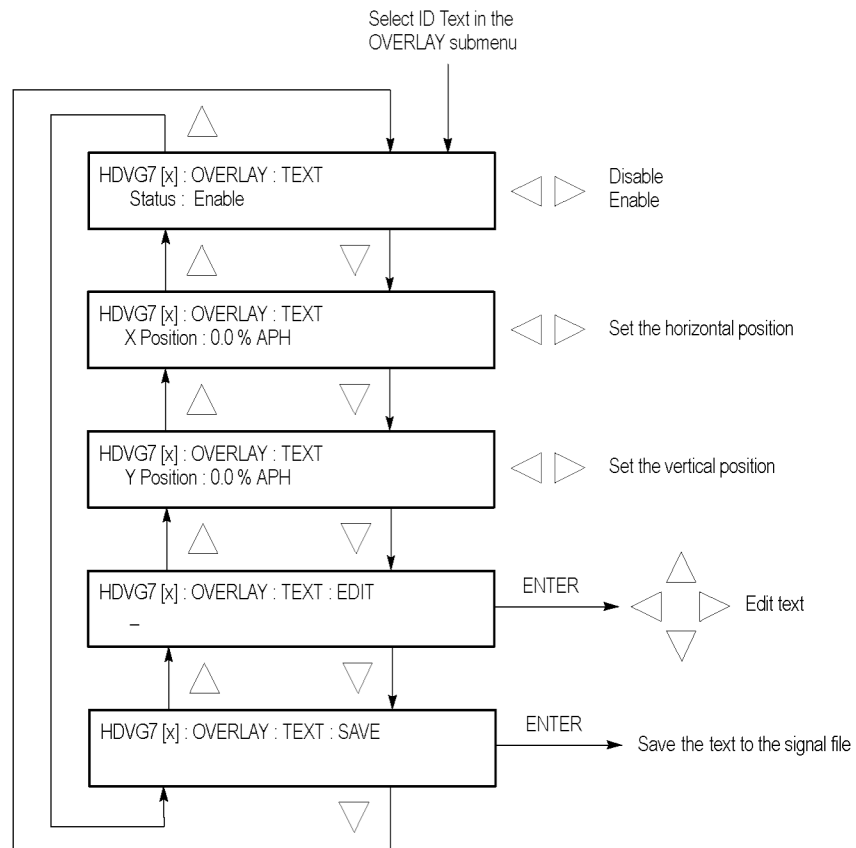 Select ID Text in the
OVERLAY submenu
HDVG7 [x] : OVERLAY : TEXT
Status : Enable
Disable
Enable
HDVG7 [x] : OVERLAY : TEXT
X Position : 0.0 % APH
Set the horizontal position
HDVG7 [x] : OVERLAY : TEXT
Y Position : 0.0 % APH
Set the vertical position
HDVG7 [x] : OVERLAY : TEXT : EDIT
_
ENTER
Edit text
HDVG7 [x] : OVERLAY : TEXT : SAVE
ENTER
Save the text to the signal file